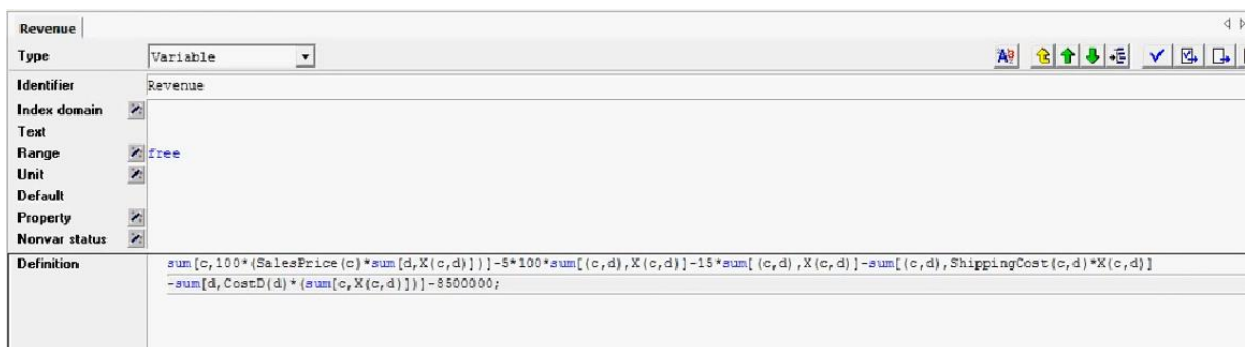 Revenue
Type Variable
Identifier Revenue
Index domain
Text
Range free
Unit
Default
Property
Nonvar status
Definition sum[c,100*(SalesPrice(c)*sum[d,X(c,d)])]-5*100*sum[(c,d),X(c,d)]-15*sum[(c,d),X(c,d)]-sum[(c,d),ShippingCost(c,d)*X(c,d)]
-sum[d,CostD(d)*(sum[c,X(c,d)])]-8500000;